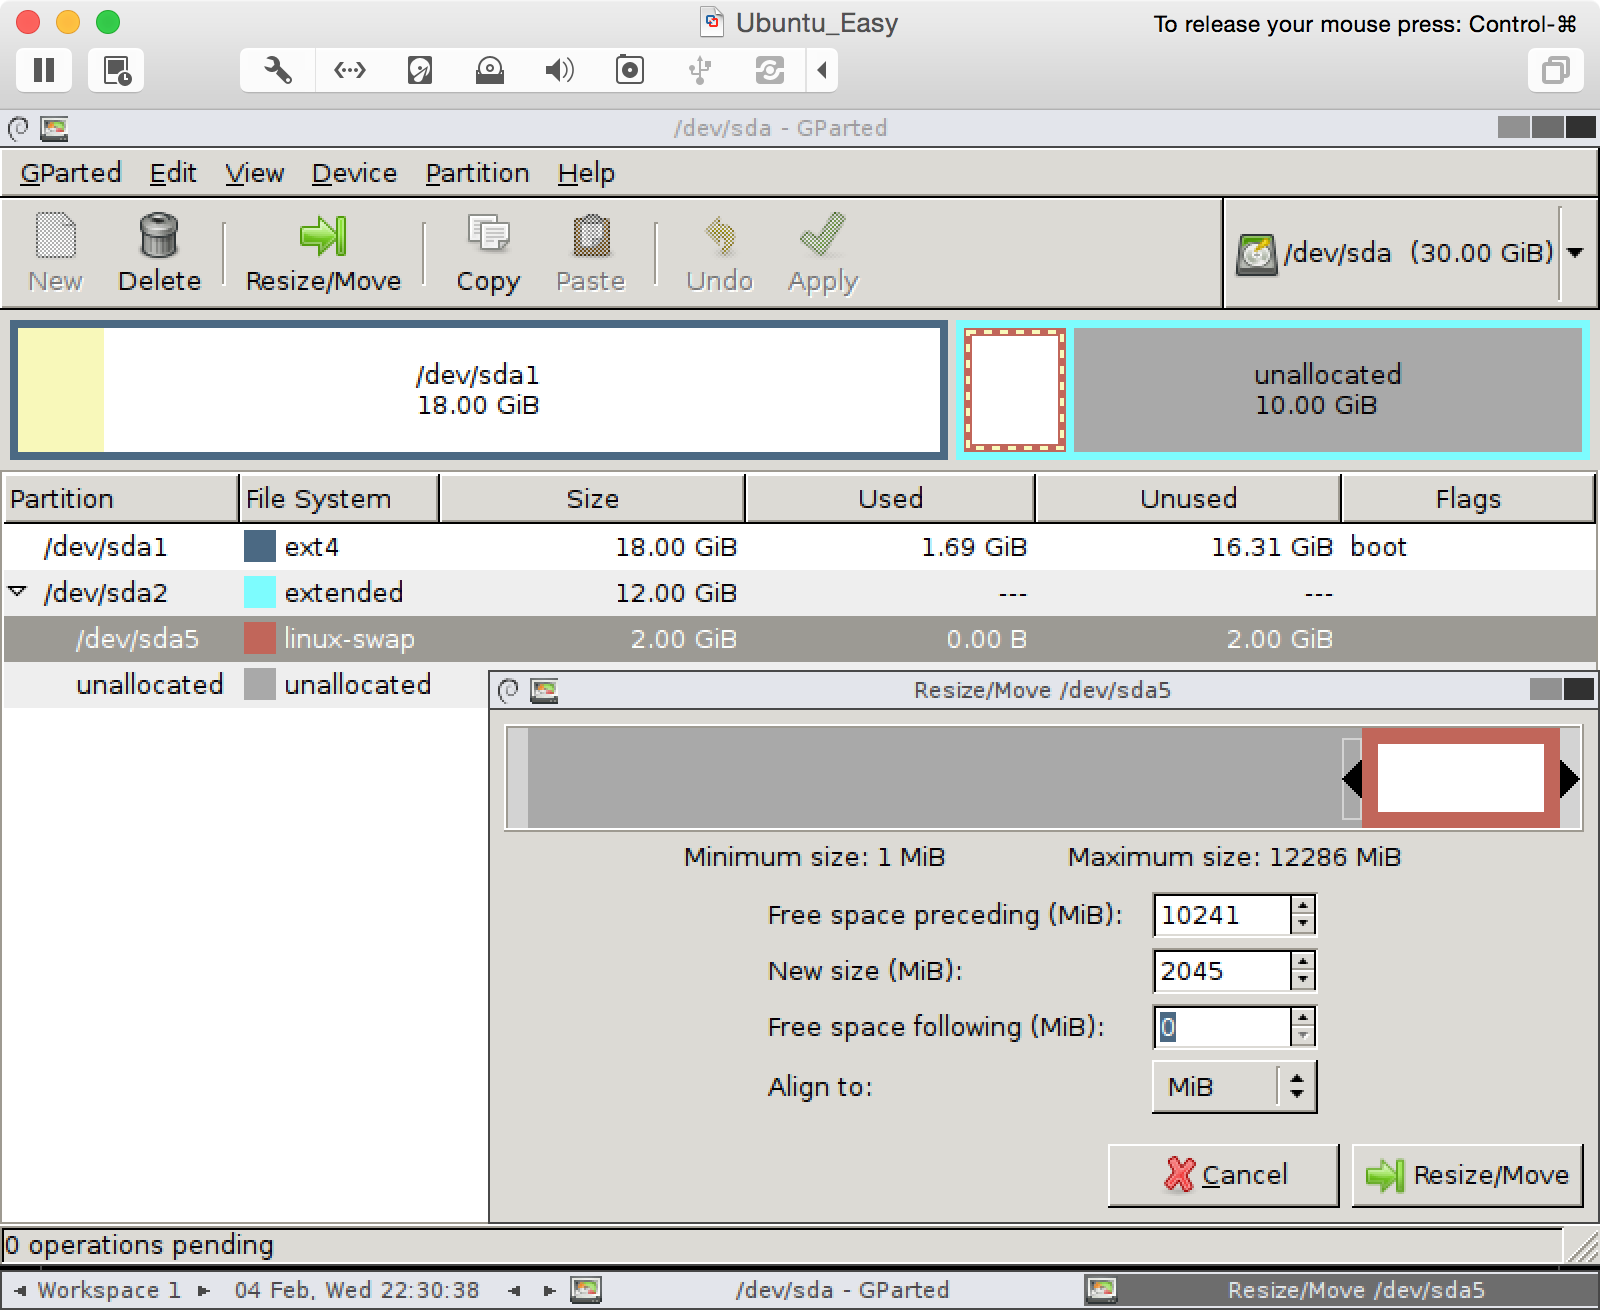 Ubuntu_Easy
To release your mouse press: Control-⌘
/dev/sda - GParted
GParted Edit View Device Partition Help
New Delete Resize/Move Copy Paste Undo Apply
/dev/sda (30.00 GiB)
/dev/sda1
18.00 GiB
unallocated
10.00 GiB
Partition File System Size Used Unused Flags
/dev/sda1 ext4 18.00 GiB 1.69 GiB 16.31 GiB boot
/dev/sda2 extended 12.00 GiB --- ---
/dev/sda5 linux-swap 2.00 GiB 0.00 B 2.00 GiB
unallocated unallocated
Resize/Move /dev/sda5
Minimum size: 1 MiB Maximum size: 12286 MiB
Free space preceding (MiB): 10241
New size (MiB): 2045
Free space following (MiB): 0
Align to: MiB
Cancel Resize/Move
0 operations pending
Workspace 1 04 Feb, Wed 22:30:38 /dev/sda - GParted Resize/Move /dev/sda5